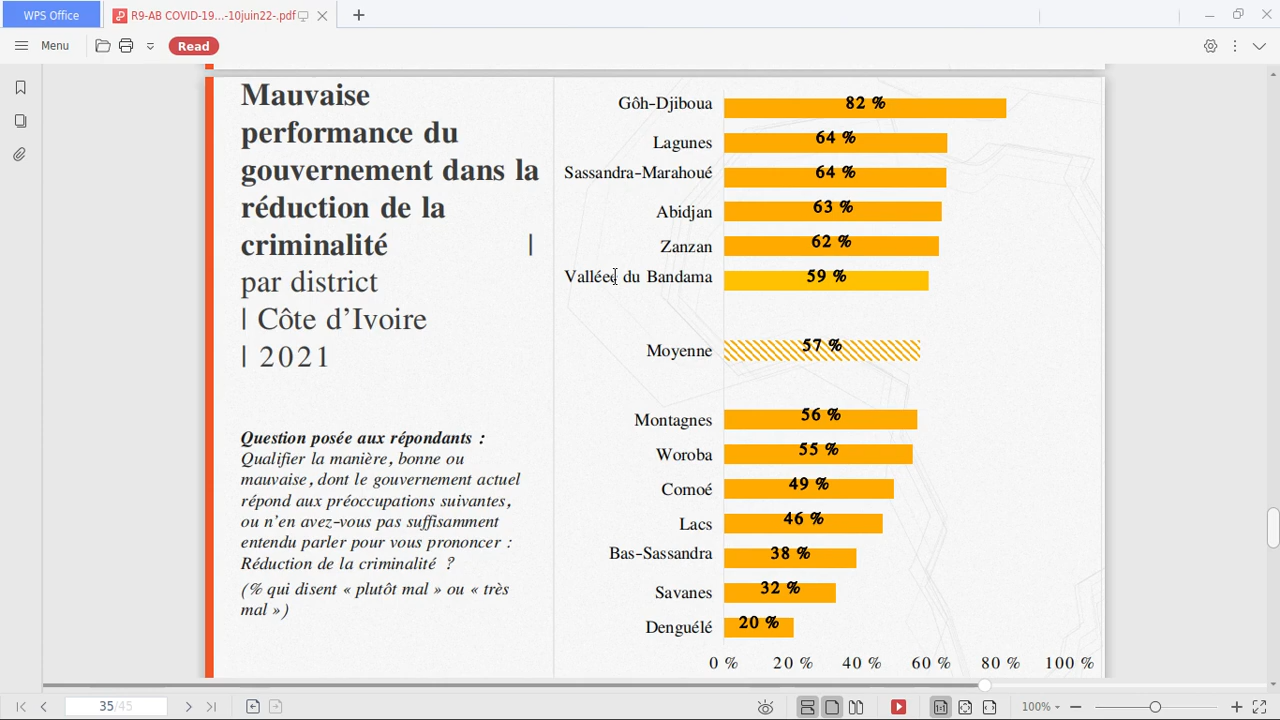 WPS Office
R9-AB COVID-19...-10juin22-.pdf
Menu
Read
Mauvaise
performance du
gouvernement dans la
réduction de la
criminalité |
par district
| Côte d’Ivoire
| 2021
Question posée aux répondants :
Qualifier la manière, bonne ou
mauvaise, dont le gouvernement actuel
répond aux préoccupations suivantes,
ou n’en avez-vous pas suffisamment
entendu parler pour vous prononcer :
Réduction de la criminalité ?
(% qui disent « plutôt mal » ou « très
mal »)
Gôh-Djiboua 82 %
Lagunes 64 %
Sassandra-Marahoué 64 %
Abidjan 63 %
Zanzan 62 %
Valléee du Bandama 59 %
Moyenne 57 %
Montagnes 56 %
Woroba 55 %
Comoé 49 %
Lacs 46 %
Bas-Sassandra 38 %
Savanes 32 %
Denguélé 20 %
0 % 20 % 40 % 60 % 80 % 100 %
35/45
1:1
100%